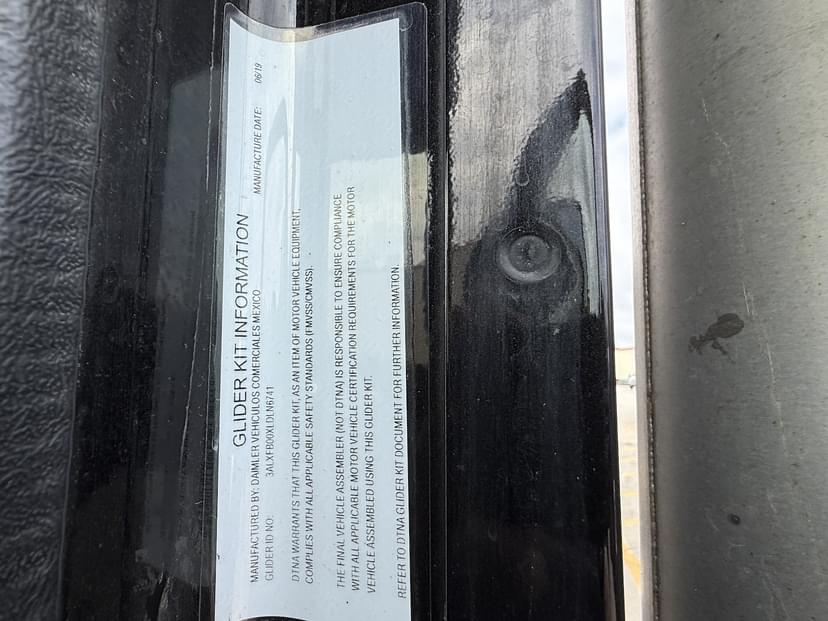 GLIDER KIT INFORMATION
MANUFACTURED BY: DAIMLER VEHICULOS COMERCIALES MEXICO MANUFACTURE DATE: 06/19
GLIDER ID NO: 3ALXFB00XLDLN6741
DTNA WARRANTS THAT THIS GLIDER KIT, AS AN ITEM OF MOTOR VEHICLE EQUIPMENT,
COMPLIES WITH ALL APPLICABLE SAFETY STANDARDS (FMVSS/CMVSS).
THE FINAL VEHICLE ASSEMBLER (NOT DTNA) IS RESPONSIBLE TO ENSURE COMPLIANCE
WITH ALL APPLICABLE MOTOR VEHICLE CERTIFICATION REQUIREMENTS FOR THE MOTOR
VEHICLE ASSEMBLED USING THIS GLIDER KIT.
REFER TO DTNA GLIDER KIT DOCUMENT FOR FURTHER INFORMATION.